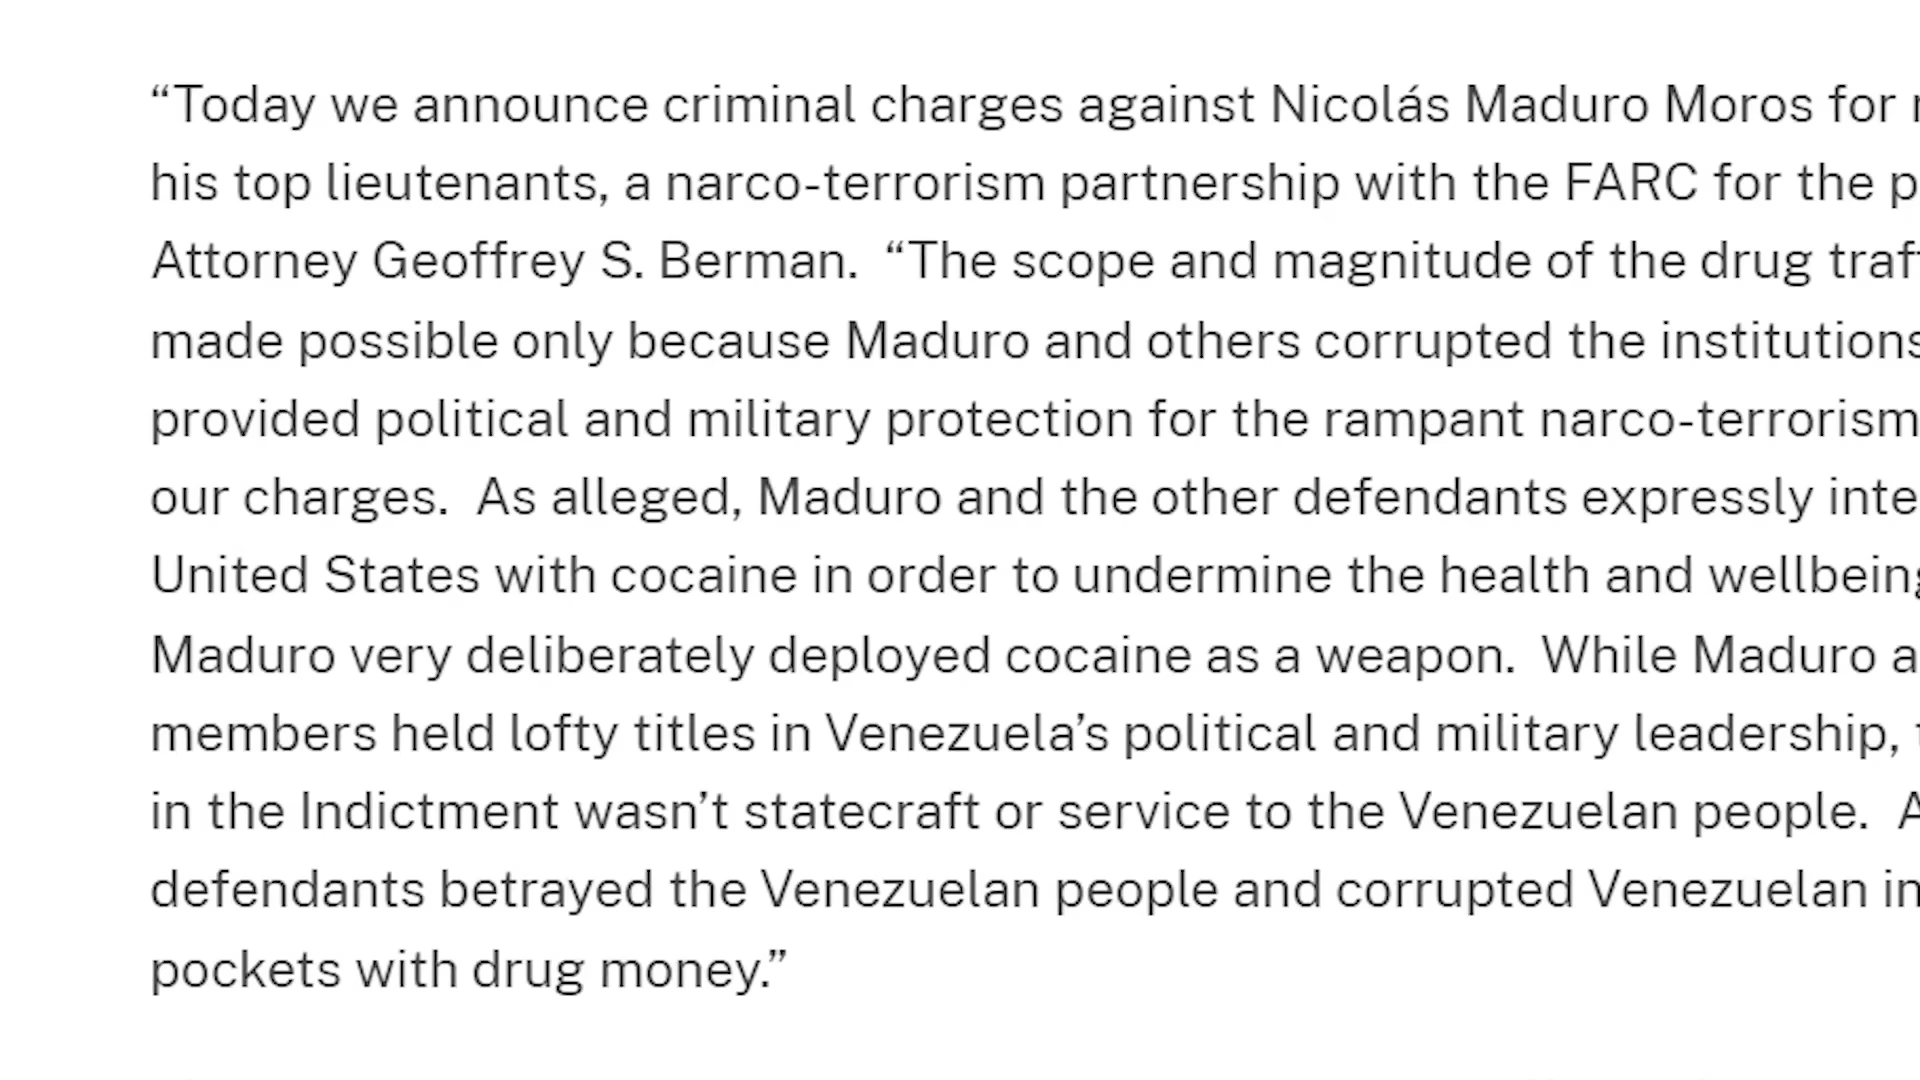 “Today we announce criminal charges against Nicolás Maduro Moros for
his top lieutenants, a narco-terrorism partnership with the FARC for the
Attorney Geoffrey S. Berman.  “The scope and magnitude of the drug
made possible only because Maduro and others corrupted the institutions
provided political and military protection for the rampant narco-terrorism
our charges.  As alleged, Maduro and the other defendants expressly
United States with cocaine in order to undermine the health and wellbeing
Maduro very deliberately deployed cocaine as a weapon.  While Maduro
members held lofty titles in Venezuela’s political and military leadership,
in the Indictment wasn’t statecraft or service to the Venezuelan people.
defendants betrayed the Venezuelan people and corrupted Venezuelan
pockets with drug money.”